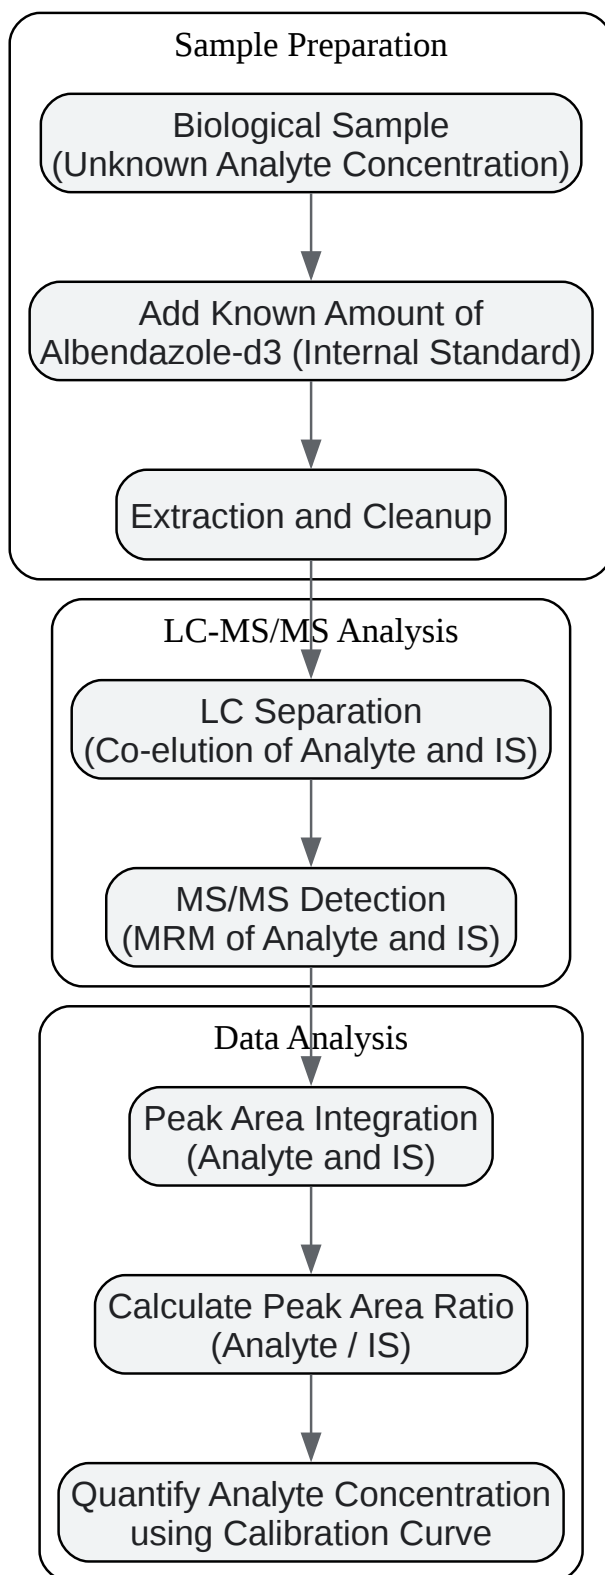 Sample Preparation
Biological Sample
(Unknown Analyte Concentration)
Add Known Amount of
Albendazole-d3 (Internal Standard)
Extraction and Cleanup
LC-MS/MS Analysis
LC Separation
(Co-elution of Analyte and IS)
MS/MS Detection
(MRM of Analyte and IS)
Data Analysis
Peak Area Integration
(Analyte and IS)
Calculate Peak Area Ratio
(Analyte / IS)
Quantify Analyte Concentration
using Calibration Curve